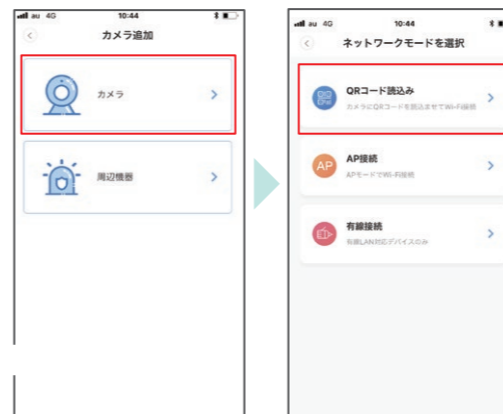 au 4G 10:44
カメラ追加
カメラ
周辺機器
au 4G 10:44
ネットワークモードを選択
QRコード読込み
カメラにQRコードを読込ませてWi-Fi接続
AP
AP接続
APモードでWi-Fi接続
有線接続
有線LAN対応デバイスのみ